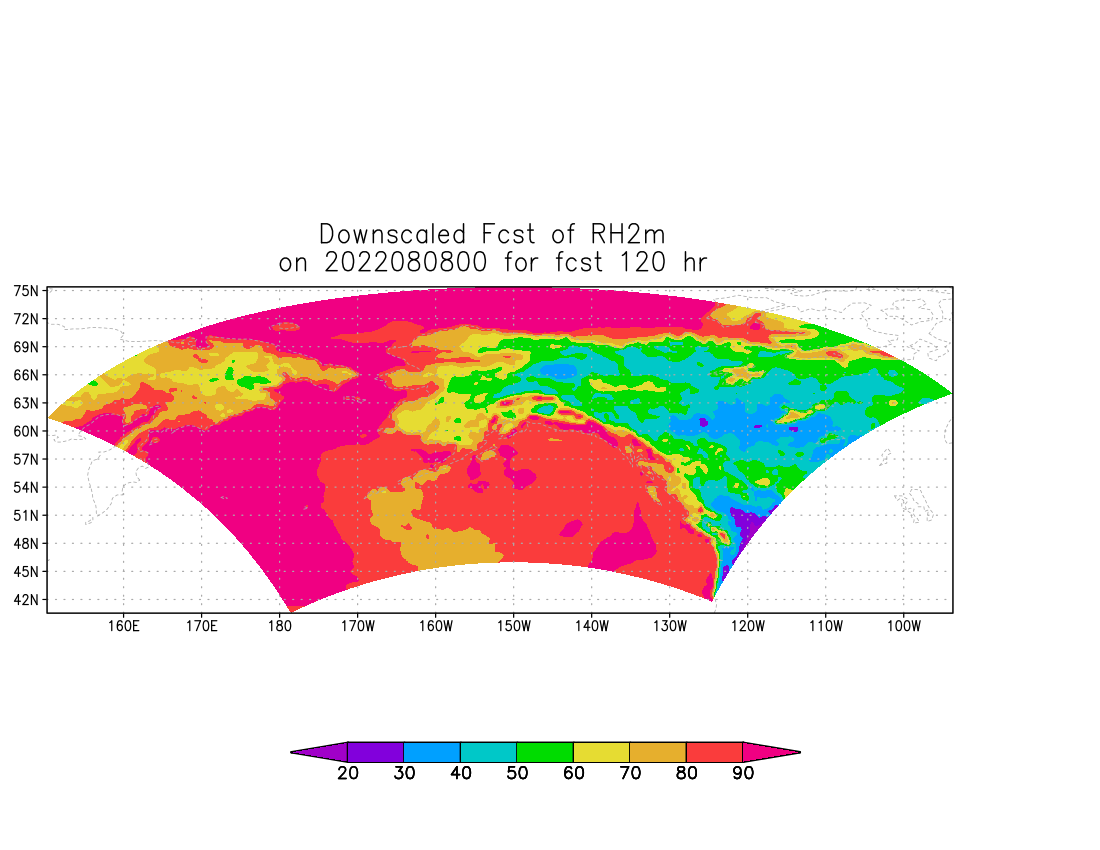 Downscaled Fcst of RH2m
on 2022080800 for fcst 120 hr
75N
72N
69N
66N
63N
60N
57N
54N
51N
48N
45N
42N
160E 170E 180 170W 160W 150W 140W 130W 120W 110W 100W
20 30 40 50 60 70 80 90